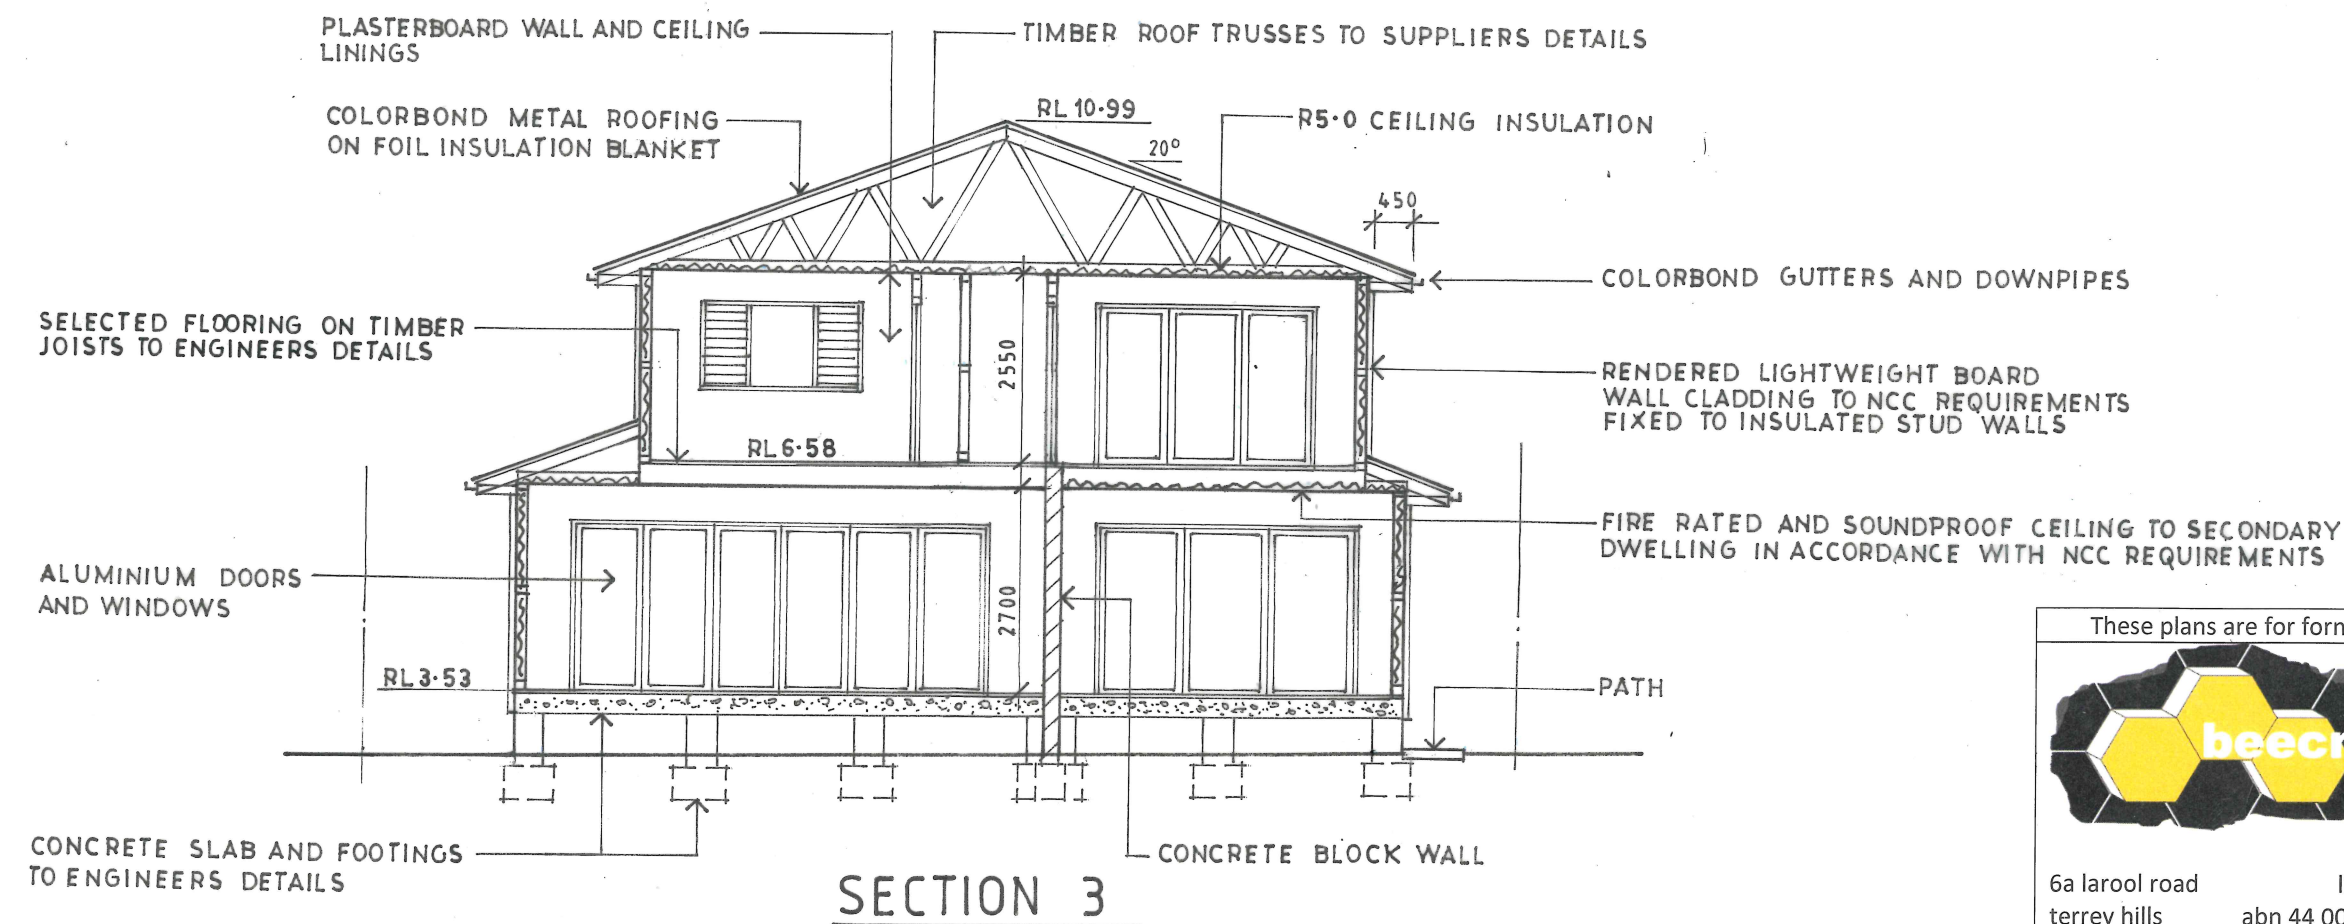 PLASTERBOARD WALL AND CEILING
LININGS
TIMBER ROOF TRUSSES TO SUPPLIERS DETAILS
COLORBOND METAL ROOFING
ON FOIL INSULATION BLANKET
RL 10·99
R5·0 CEILING INSULATION
20°
450
COLORBOND GUTTERS AND DOWNPIPES
SELECTED FLOORING ON TIMBER
JOISTS TO ENGINEERS DETAILS
2550
RENDERED LIGHTWEIGHT BOARD
WALL CLADDING TO NCC REQUIREMENTS
FIXED TO INSULATED STUD WALLS
RL 6·58
FIRE RATED AND SOUNDPROOF CEILING TO SECONDARY
DWELLING IN ACCORDANCE WITH NCC REQUIREMENTS
ALUMINIUM DOORS
AND WINDOWS
2700
RL 3·53
PATH
CONCRETE SLAB AND FOOTINGS
TO ENGINEERS DETAILS
CONCRETE BLOCK WALL
SECTION 3
These plans are for
6a larool road
terrey hills
abn 44